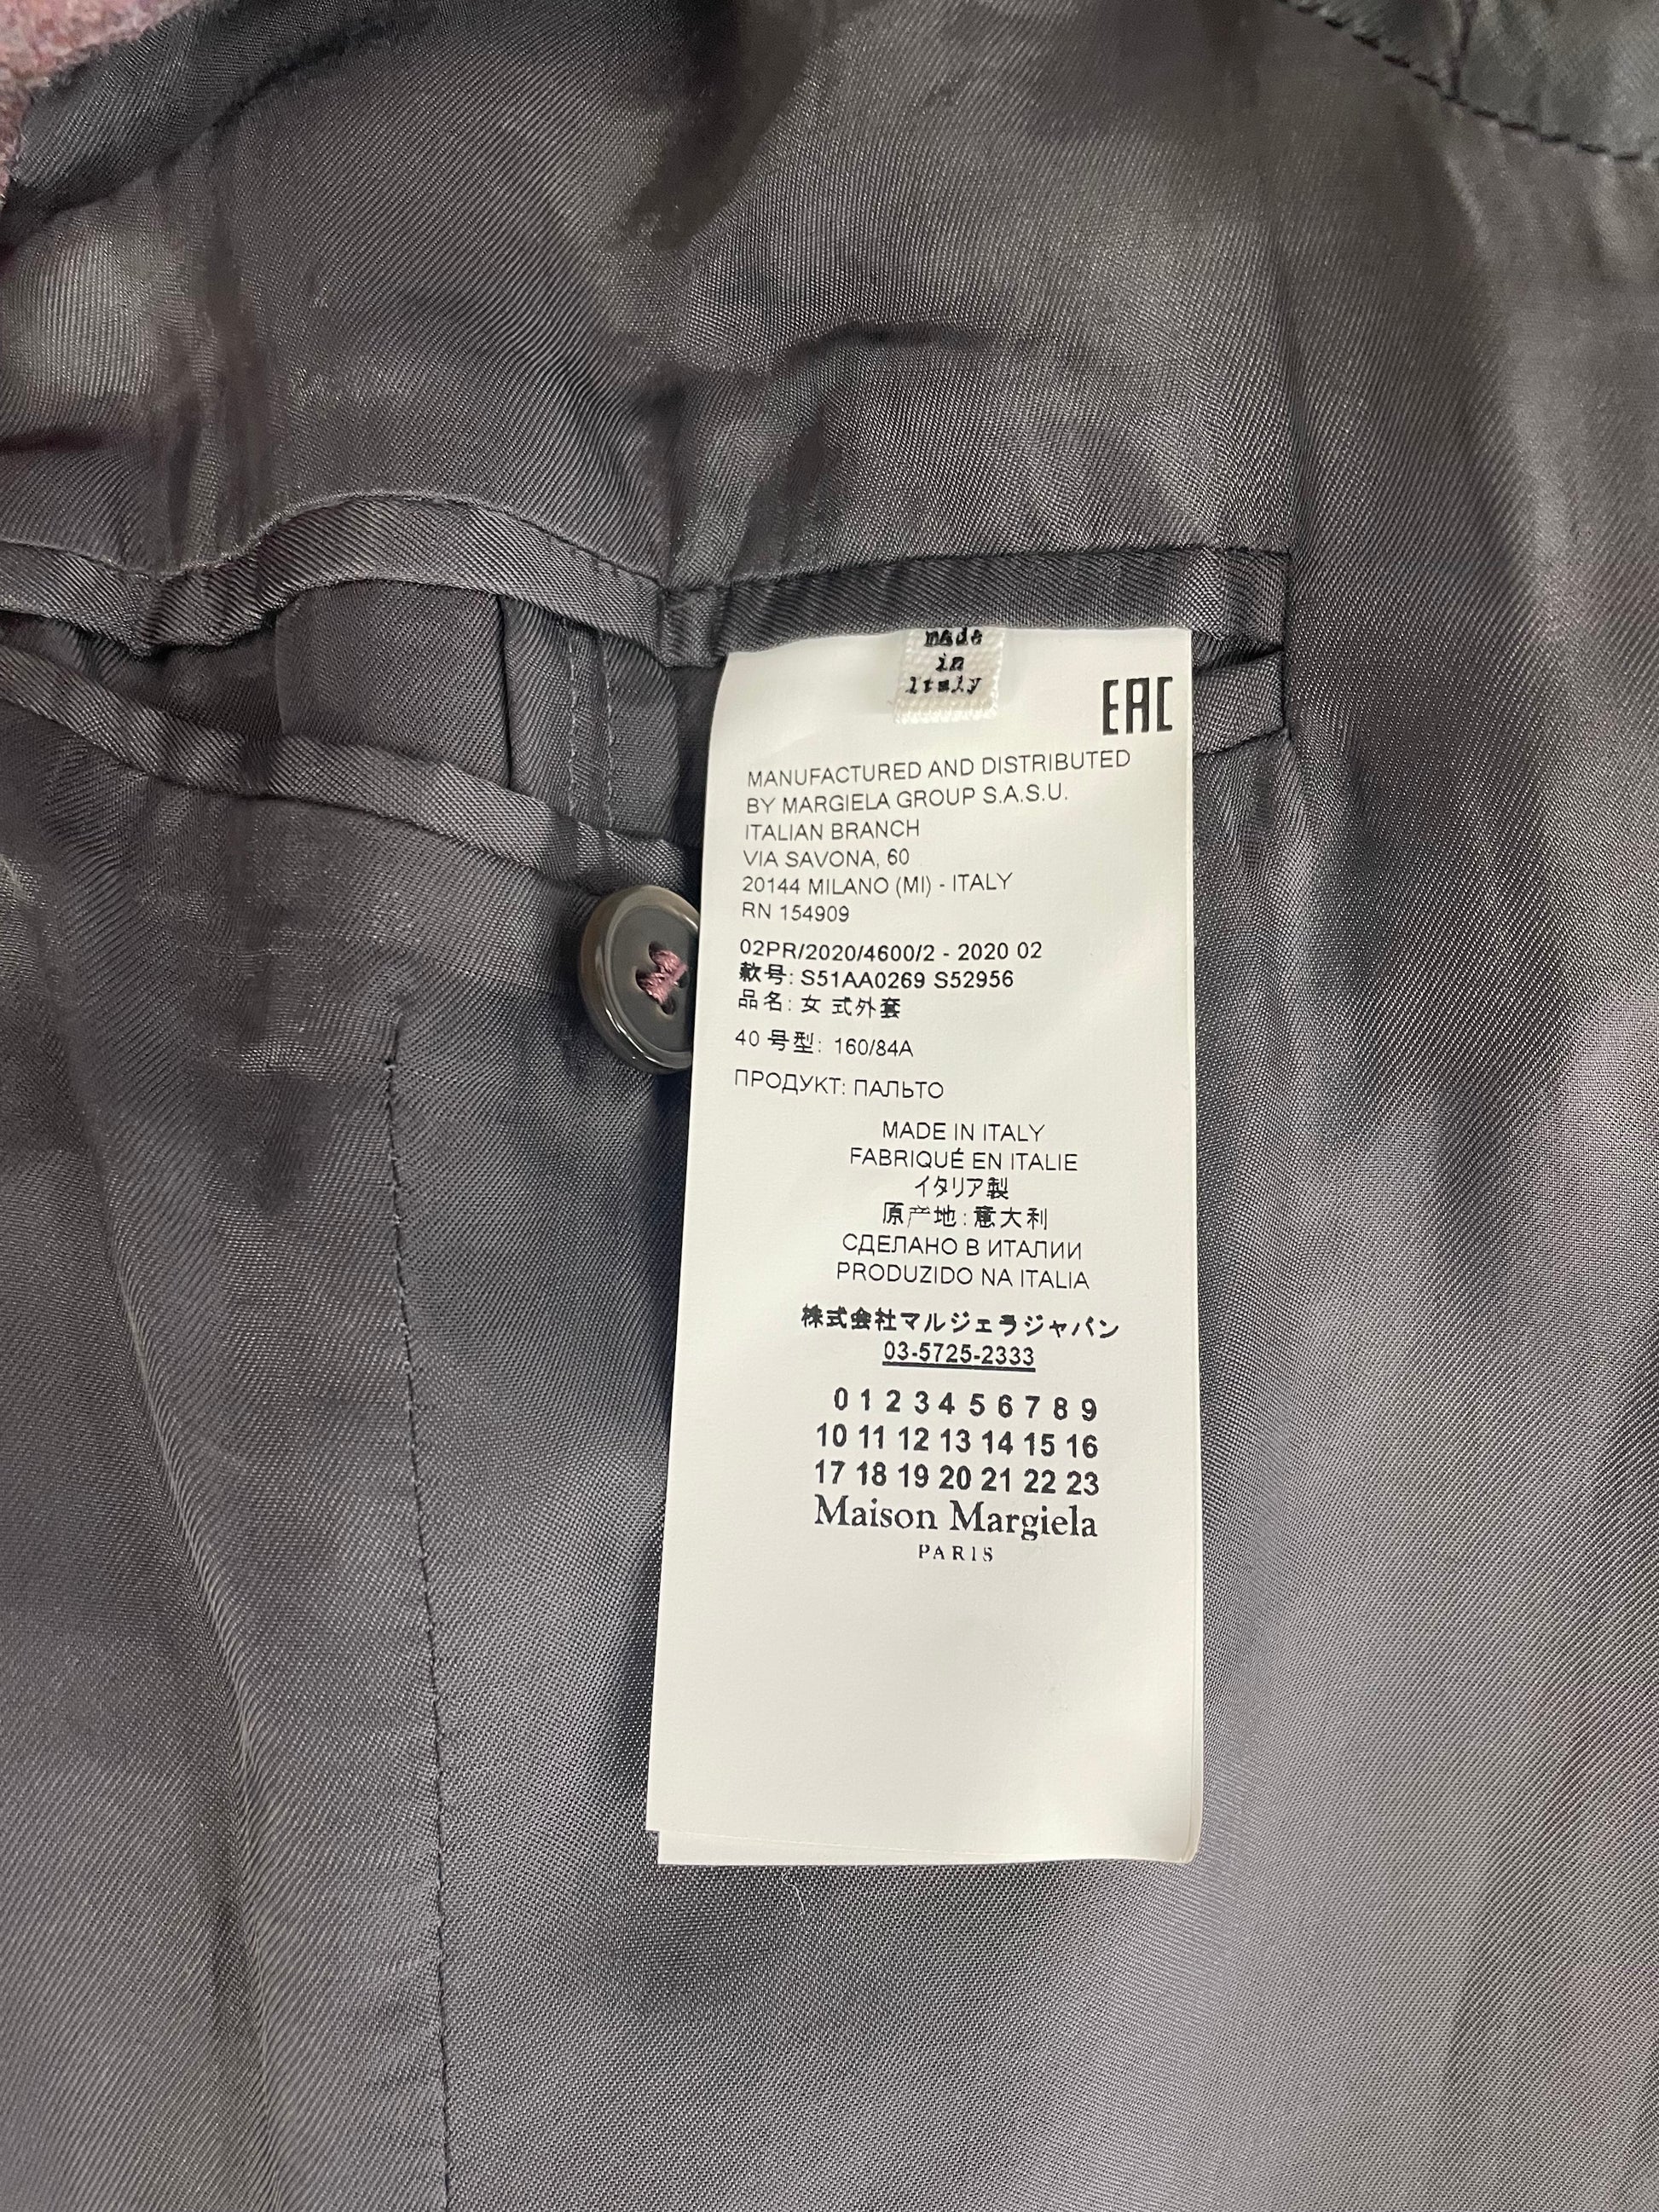 made
in
Italy
EAC
MANUFACTURED AND DISTRIBUTED
BY MARGIELA GROUP S.A.S.U.
ITALIAN BRANCH
VIA SAVONA, 60
20144 MILANO (MI) - ITALY
RN 154909
02PR/2020/4600/2 - 2020 02
款号: S51AA0269 S52956
品名: 女 式外套
40 号型: 160/84A
ПРОДУКТ: ПАЛЬТО
MADE IN ITALY
FABRIQUÉ EN ITALIE
イタリア製
原产地: 意大利
СДЕЛАНО В ИТАЛИИ
PRODUZIDO NA ITALIA
株式会社マルジェラジャパン
03-5725-2333
0 1 2 3 4 5 6 7 8 9
10 11 12 13 14 15 16
17 18 19 20 21 22 23
Maison Margiela
PARIS